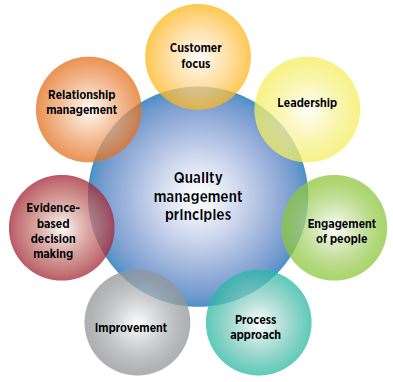 Customer
focus
Leadership
Engagement
of people
Process
approach
Improvement
Evidence-
based
decision
making
Relationship
management
Quality
management
principles